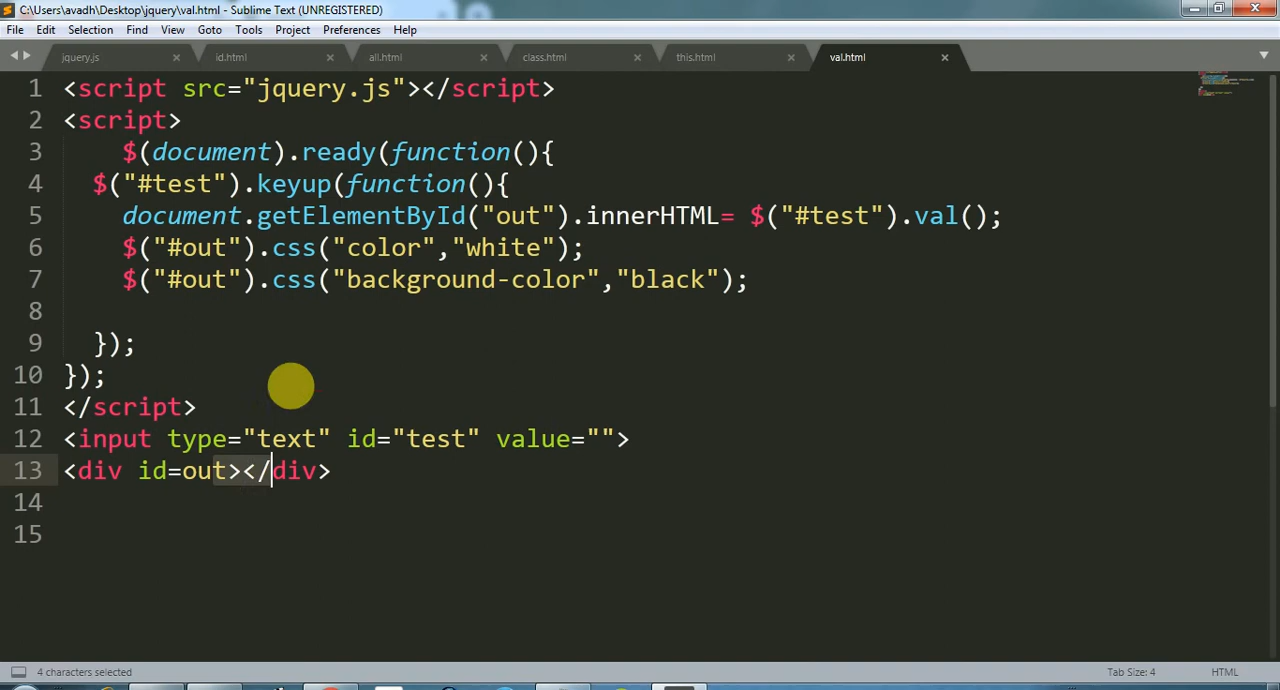 C:\Users\avadh\Desktop\jquery\val.html - Sublime Text (UNREGISTERED)
File Edit Selection Find View Goto Tools Project Preferences Help
jquery.js id.html all.html class.html this.html val.html
1 <script src="jquery.js"></script>
2 <script>
3 $(document).ready(function(){
4 $("#test").keyup(function(){
5 document.getElementById("out").innerHTML= $("#test").val();
6 $("#out").css("color","white");
7 $("#out").css("background-color","black");
8
9 });
10 });
11 </script>
12 <input type="text" id="test" value="">
13 <div id=out></div>
14
15
4 characters selected Tab Size: 4 HTML